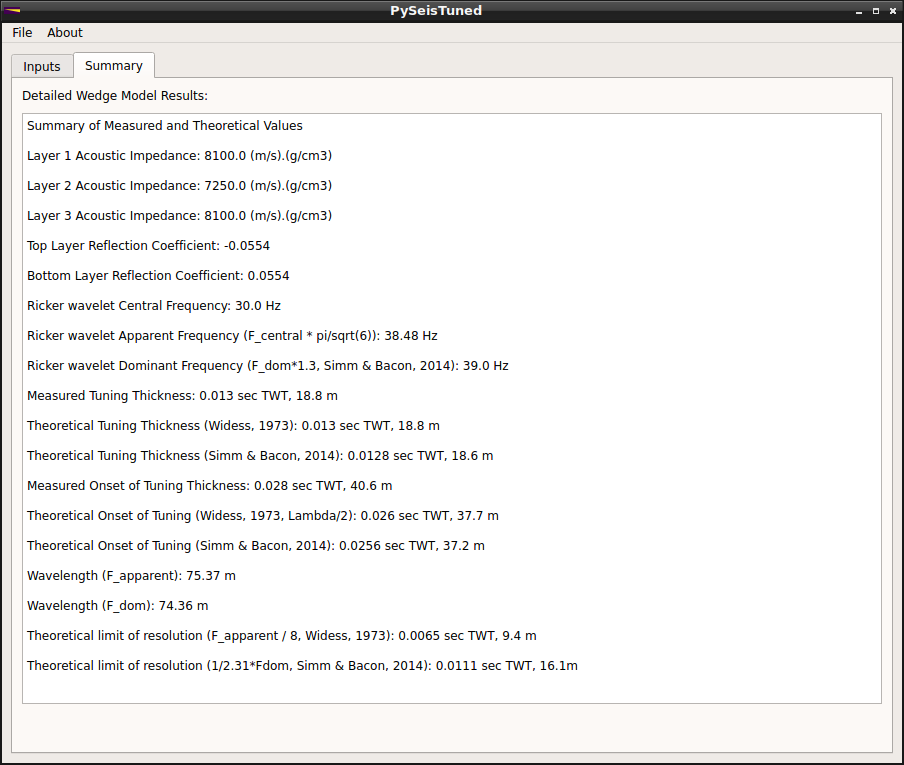 PySeisTuned
File About
Inputs Summary
Detailed Wedge Model Results:
Summary of Measured and Theoretical Values
Layer 1 Acoustic Impedance: 8100.0 (m/s).(g/cm3)
Layer 2 Acoustic Impedance: 7250.0 (m/s).(g/cm3)
Layer 3 Acoustic Impedance: 8100.0 (m/s).(g/cm3)
Top Layer Reflection Coefficient: -0.0554
Bottom Layer Reflection Coefficient: 0.0554
Ricker wavelet Central Frequency: 30.0 Hz
Ricker wavelet Apparent Frequency (F_central * pi/sqrt(6)): 38.48 Hz
Ricker wavelet Dominant Frequency (F_dom*1.3, Simm & Bacon, 2014): 39.0 Hz
Measured Tuning Thickness: 0.013 sec TWT, 18.8 m
Theoretical Tuning Thickness (Widess, 1973): 0.013 sec TWT, 18.8 m
Theoretical Tuning Thickness (Simm & Bacon, 2014): 0.0128 sec TWT, 18.6 m
Measured Onset of Tuning Thickness: 0.028 sec TWT, 40.6 m
Theoretical Onset of Tuning (Widess, 1973, Lambda/2): 0.026 sec TWT, 37.7 m
Theoretical Onset of Tuning (Simm & Bacon, 2014): 0.0256 sec TWT, 37.2 m
Wavelength (F_apparent): 75.37 m
Wavelength (F_dom): 74.36 m
Theoretical limit of resolution (F_apparent / 8, Widess, 1973): 0.0065 sec TWT, 9.4 m
Theoretical limit of resolution (1/2.31*Fdom, Simm & Bacon, 2014): 0.0111 sec TWT, 16.1m